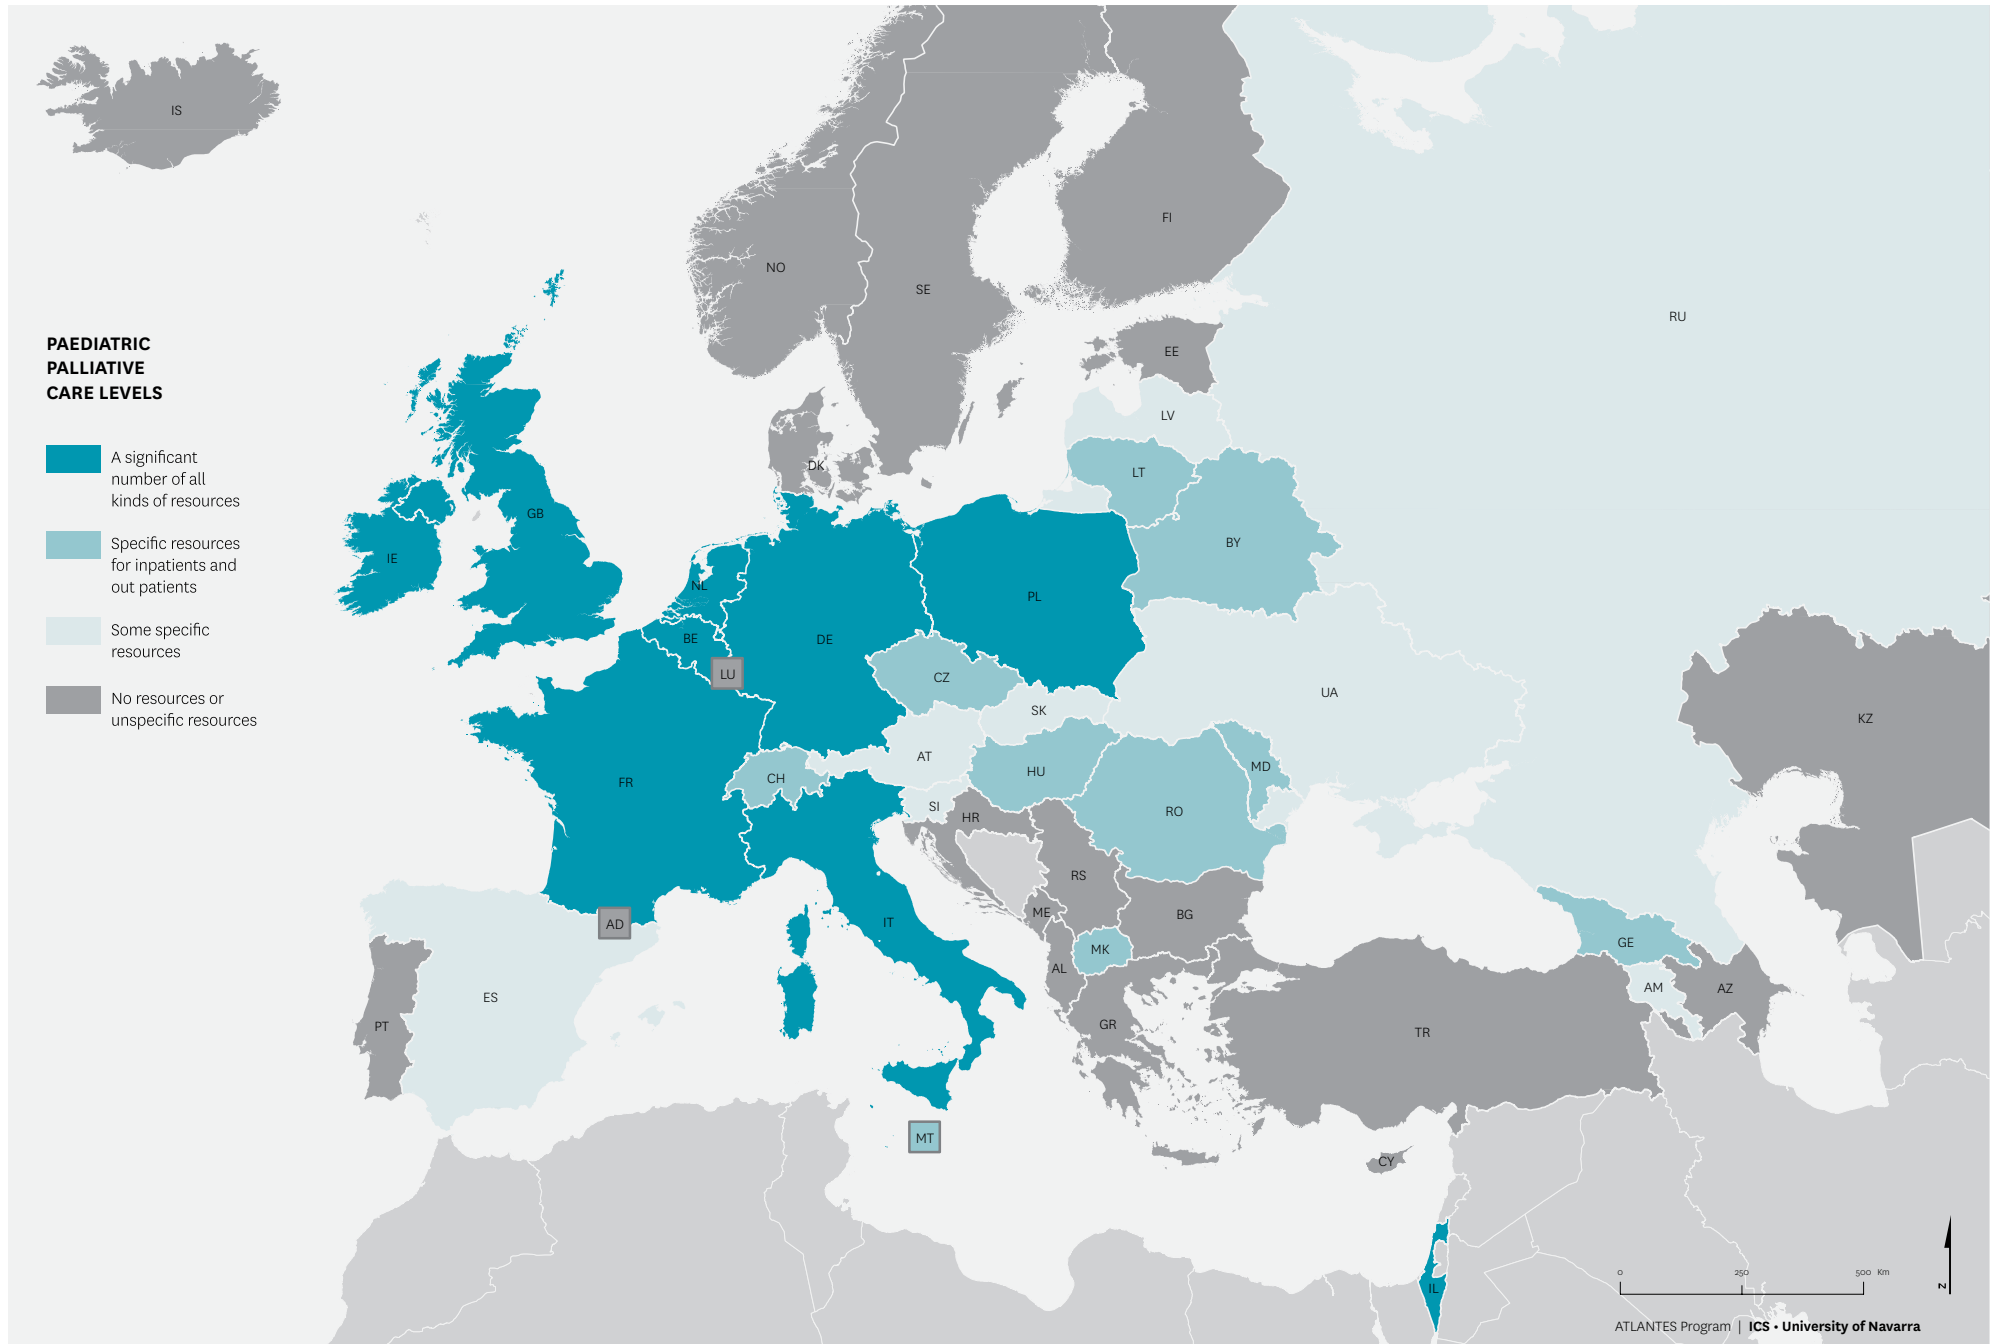 IS
FI
NO
SE
RU
PAEDIATRIC
PALLIATIVE
CARE LEVELS
EE
LV
A significant
number of all
kinds of resources
DK
LT
GB
BY
IE
Specific resources
for inpatients and
out patients
NL
PL
BE
DE
Some specific
resources
LU
CZ
UA
No resources or
unspecific resources
SK
KZ
AT
CH
HU
MD
FR
SI
HR
RO
RS
ME
BG
AD
IT
MK
GE
AL
ES
AM
AZ
PT
GR
TR
MT
CY
IL
0 250 500 Km
N
ATLANTES Program | ICS • University of Navarra